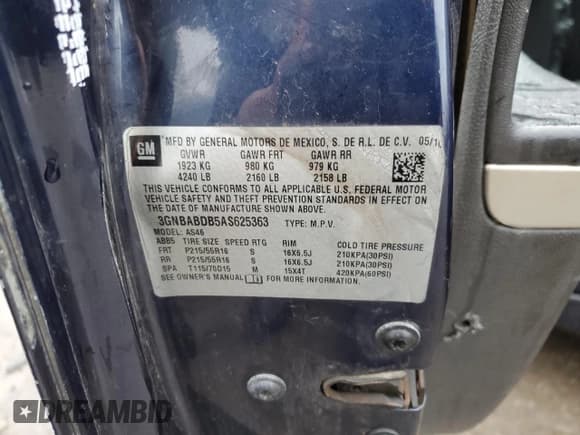 GM
MFD BY GENERAL MOTORS DE MEXICO, S. DE R.L. DE C.V. 05/10
GVWR GAWR FRT GAWR RR
1923 KG 980 KG 979 KG
4240 LB 2160 LB 2158 LB
THIS VEHICLE CONFORMS TO ALL APPLICABLE U.S. FEDERAL MOTOR
VEHICLE SAFETY AND THEFT PREVENTION STANDARDS IN EFFECT ON THE
DATE OF MANUFACTURE SHOWN ABOVE.
3GNBABDB5AS625363 TYPE: M.P.V.
MODEL: AS46
ABB5 TIRE SIZE SPEED RTG RIM COLD TIRE PRESSURE
FRT P215/55R16 S 16X6.5J 210KPA(30PSI)
RR P215/55R16 S 16X6.5J 210KPA(30PSI)
SPA T115/70D15 M 15X4T 420KPA(60PSI)
SEE OWNER'S MANUAL FOR MORE INFORMATION.
DREAMBID